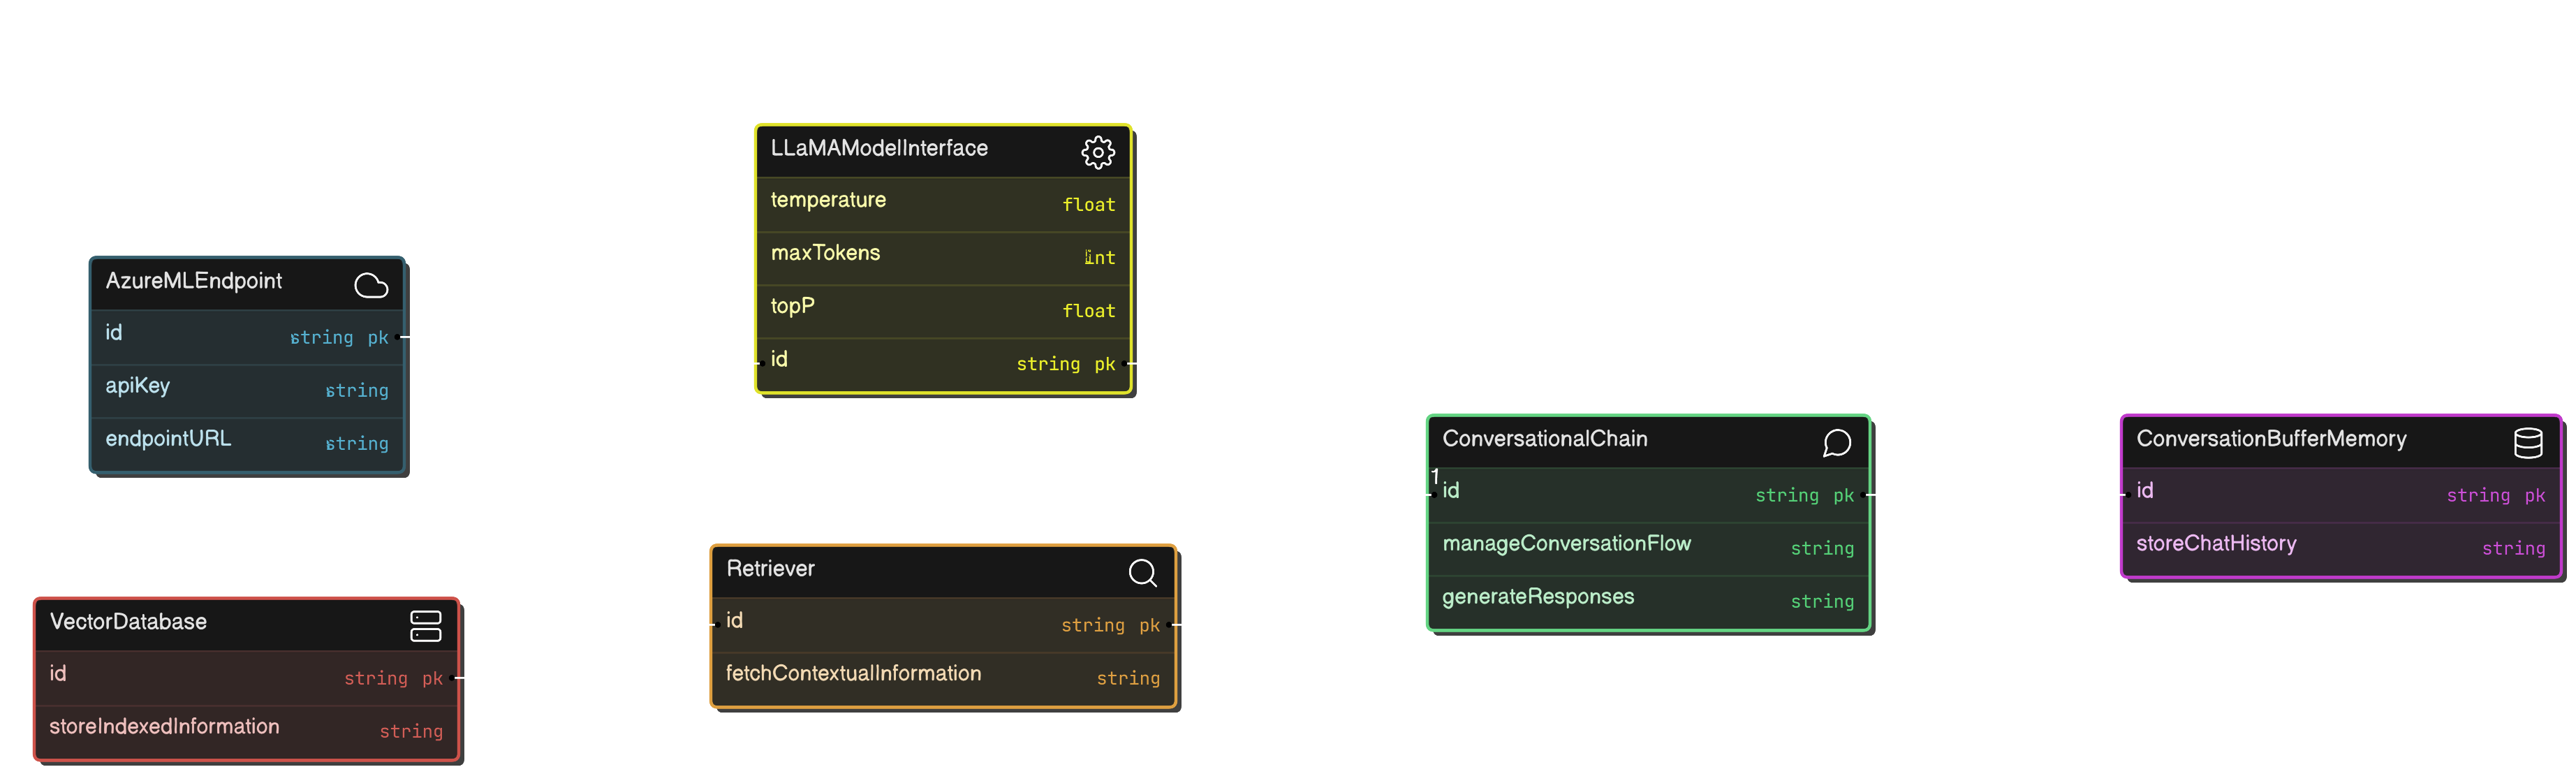 LLaMAModelInterface
temperature float
maxTokens int
topP float
id string pk
AzureMLEndpoint
id string pk
apiKey string
endpointURL string
ConversationalChain
1
id string pk
manageConversationFlow string
generateResponses string
ConversationBufferMemory
id string pk
storeChatHistory string
Retriever
id string pk
fetchContextualInformation string
VectorDatabase
id string pk
storeIndexedInformation string